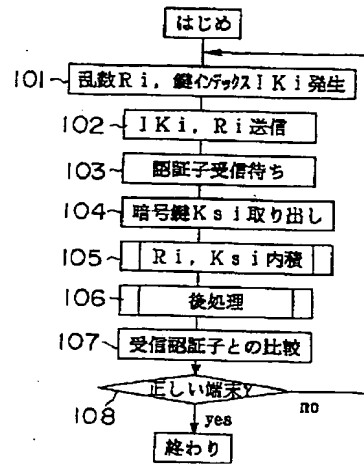 はじめ
101 乱数Ri，鍵インデックスIKi発生
102 IKi，Ri送信
103 認証子受信待ち
104 暗号鍵Ksi取り出し
105 Ri，Ksi内積
106 後処理
107 受信認証子との比較
正しい端末?
108 no
yes
終わり